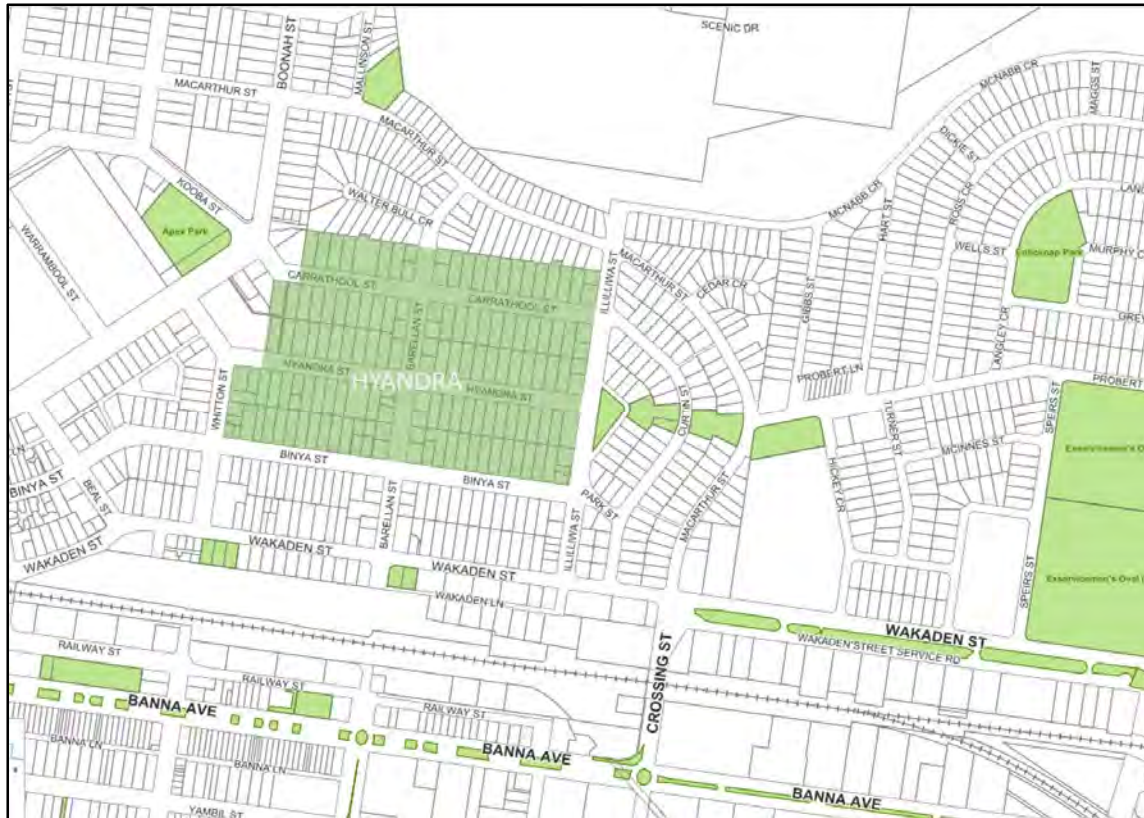 SCENIC DR
MALLINSON ST
BOONAH ST
MCNABB CR
MAGGS ST
MACARTHUR ST
DICKIE ST
MACARTHUR ST
KOOBA ST
WALTER BULL CR
MCNABB CR
HART ST
ROSS CR
Apex Park
WARRAMBOOL ST
WELLS ST
MURPHY
ILLILLIWA ST
MACARTHUR ST
CEDAR CR
GIBBS ST
CARRATHOOL ST
CARRATHOOL ST
BARELLAN ST
LANGLEY CR
GREY
HYANDRA ST
HYANDRA
HYANDRA ST
PROBERT LN
PROBERT
SPEIRS ST
WHITTON ST
TURNER ST
MCINNES ST
BINYA ST
BINYA ST
BINYA ST
BEAL ST
BARELLAN ST
PARK ST
MACARTHUR ST
HICKEY CR
WAKADEN ST
WAKADEN ST
WAKADEN ST
ILLILLIWA ST
WAKADEN LN
SPEIRS ST
Exservicemen's Oval
WAKADEN ST
WAKADEN STREET SERVICE RD
CROSSING ST
RAILWAY ST
RAILWAY ST
RAILWAY ST
BANNA AVE
BANNA AVE
BANNA AVE
BANNA LN
BANNA LN
YAMBIL ST